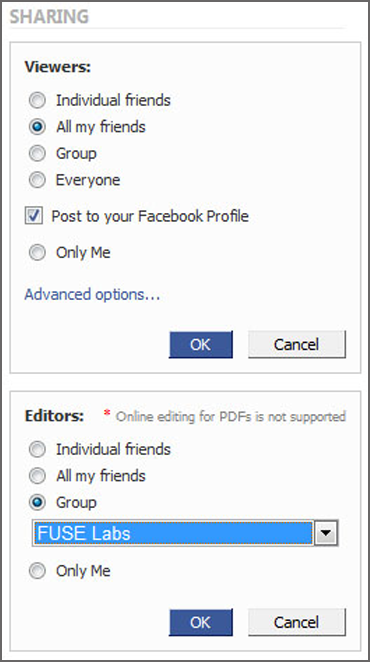 SHARING
Viewers:
Individual friends
All my friends
Group
Everyone
Post to your Facebook Profile
Only Me
Advanced options...
OK Cancel
Editors: * Online editing for PDFs is not supported
Individual friends
All my friends
Group
FUSE Labs
Only Me
OK Cancel